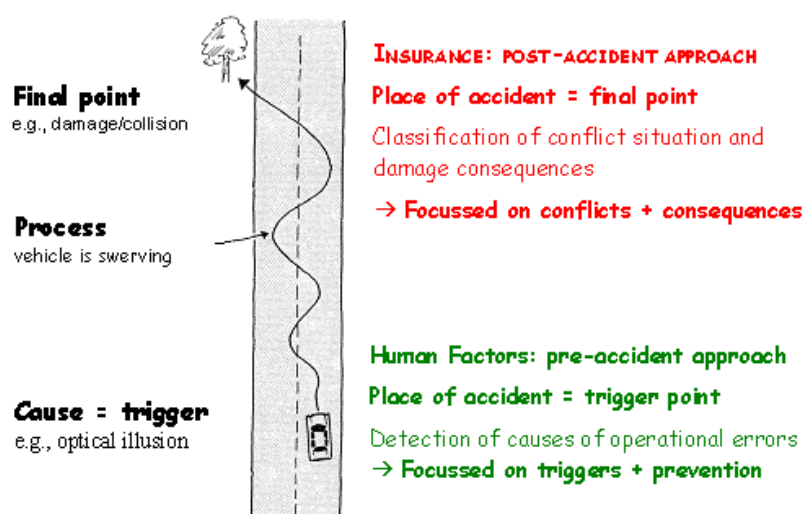 INSURANCE: POST-ACCIDENT APPROACH
Final point
e.g., damage/collision
Place of accident = final point
Classification of conflict situation and
damage consequences
→ Focussed on conflicts + consequences
Process
vehicle is swerving
Human Factors: pre-accident approach
Place of accident = trigger point
Cause = trigger
e.g., optical illusion
Detection of causes of operational errors
→ Focussed on triggers + prevention